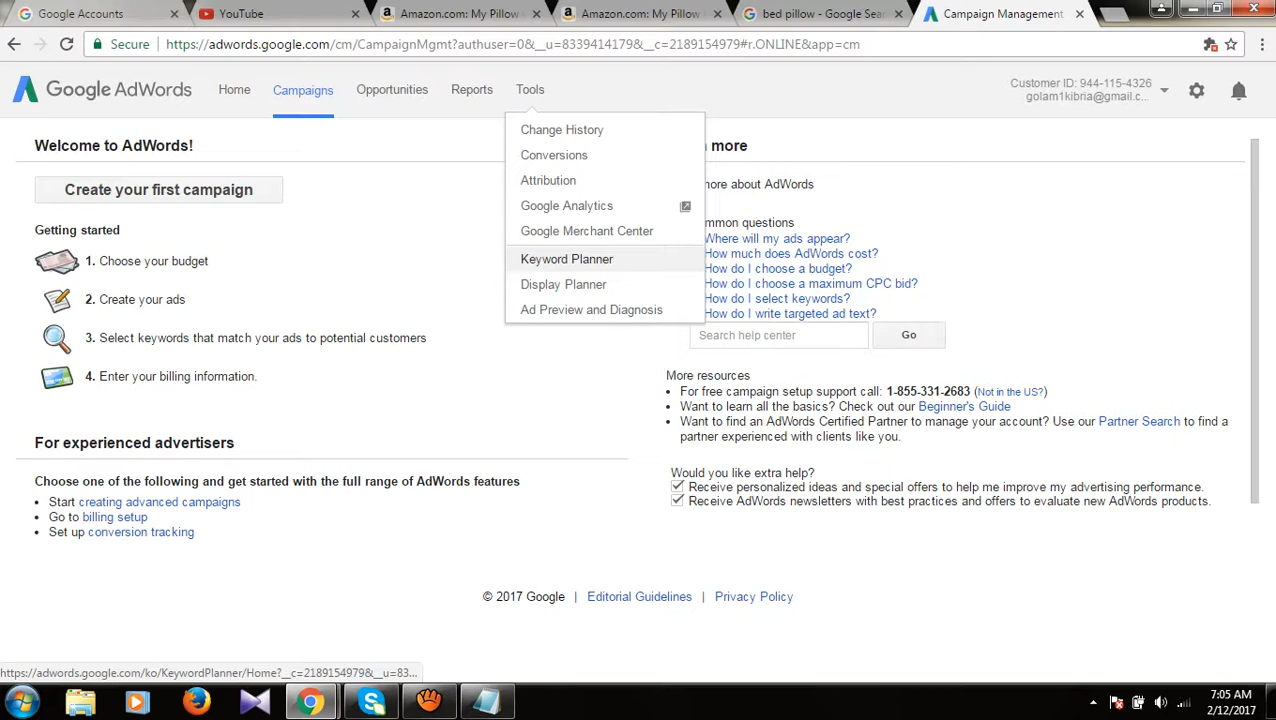 Google Accounts
YouTube
Amazon.com: My Pillow
Amazon.com: My Pillow
bed pillow - Google Sea
Campaign Management
Secure https://adwords.google.com/cm/CampaignMgmt?authuser=0&__u=8339414179&__c=2189154979#r.ONLINE&app=cm
Google AdWords
Home
Campaigns
Opportunities
Reports
Tools
Customer ID: 944-115-4326
golam1kibria@gmail.c...
Change History
Conversions
Attribution
Google Analytics
Google Merchant Center
Keyword Planner
Display Planner
Ad Preview and Diagnosis
Welcome to AdWords!
Create your first campaign
Getting started
1. Choose your budget
2. Create your ads
3. Select keywords that match your ads to potential customers
4. Enter your billing information.
For experienced advertisers
Choose one of the following and get started with the full range of AdWords features
Start creating advanced campaigns
Go to billing setup
Set up conversion tracking
n more
more about AdWords
mmon questions
Where will my ads appear?
How much does AdWords cost?
How do I choose a budget?
How do I choose a maximum CPC bid?
How do I select keywords?
How do I write targeted ad text?
Search help center
Go
More resources
For free campaign setup support call: 1-855-331-2683 (Not in the US?)
Want to learn all the basics? Check out our Beginner's Guide
Want to find an AdWords Certified Partner to manage your account? Use our Partner Search to find a
partner experienced with clients like you.
Would you like extra help?
Receive personalized ideas and special offers to help me improve my advertising performance.
Receive AdWords newsletters with best practices and offers to evaluate new AdWords products.
© 2017 Google | Editorial Guidelines | Privacy Policy
https://adwords.google.com/ko/KeywordPlanner/Home?__c=2189154979&__u=83...
7:05 AM
2/12/2017